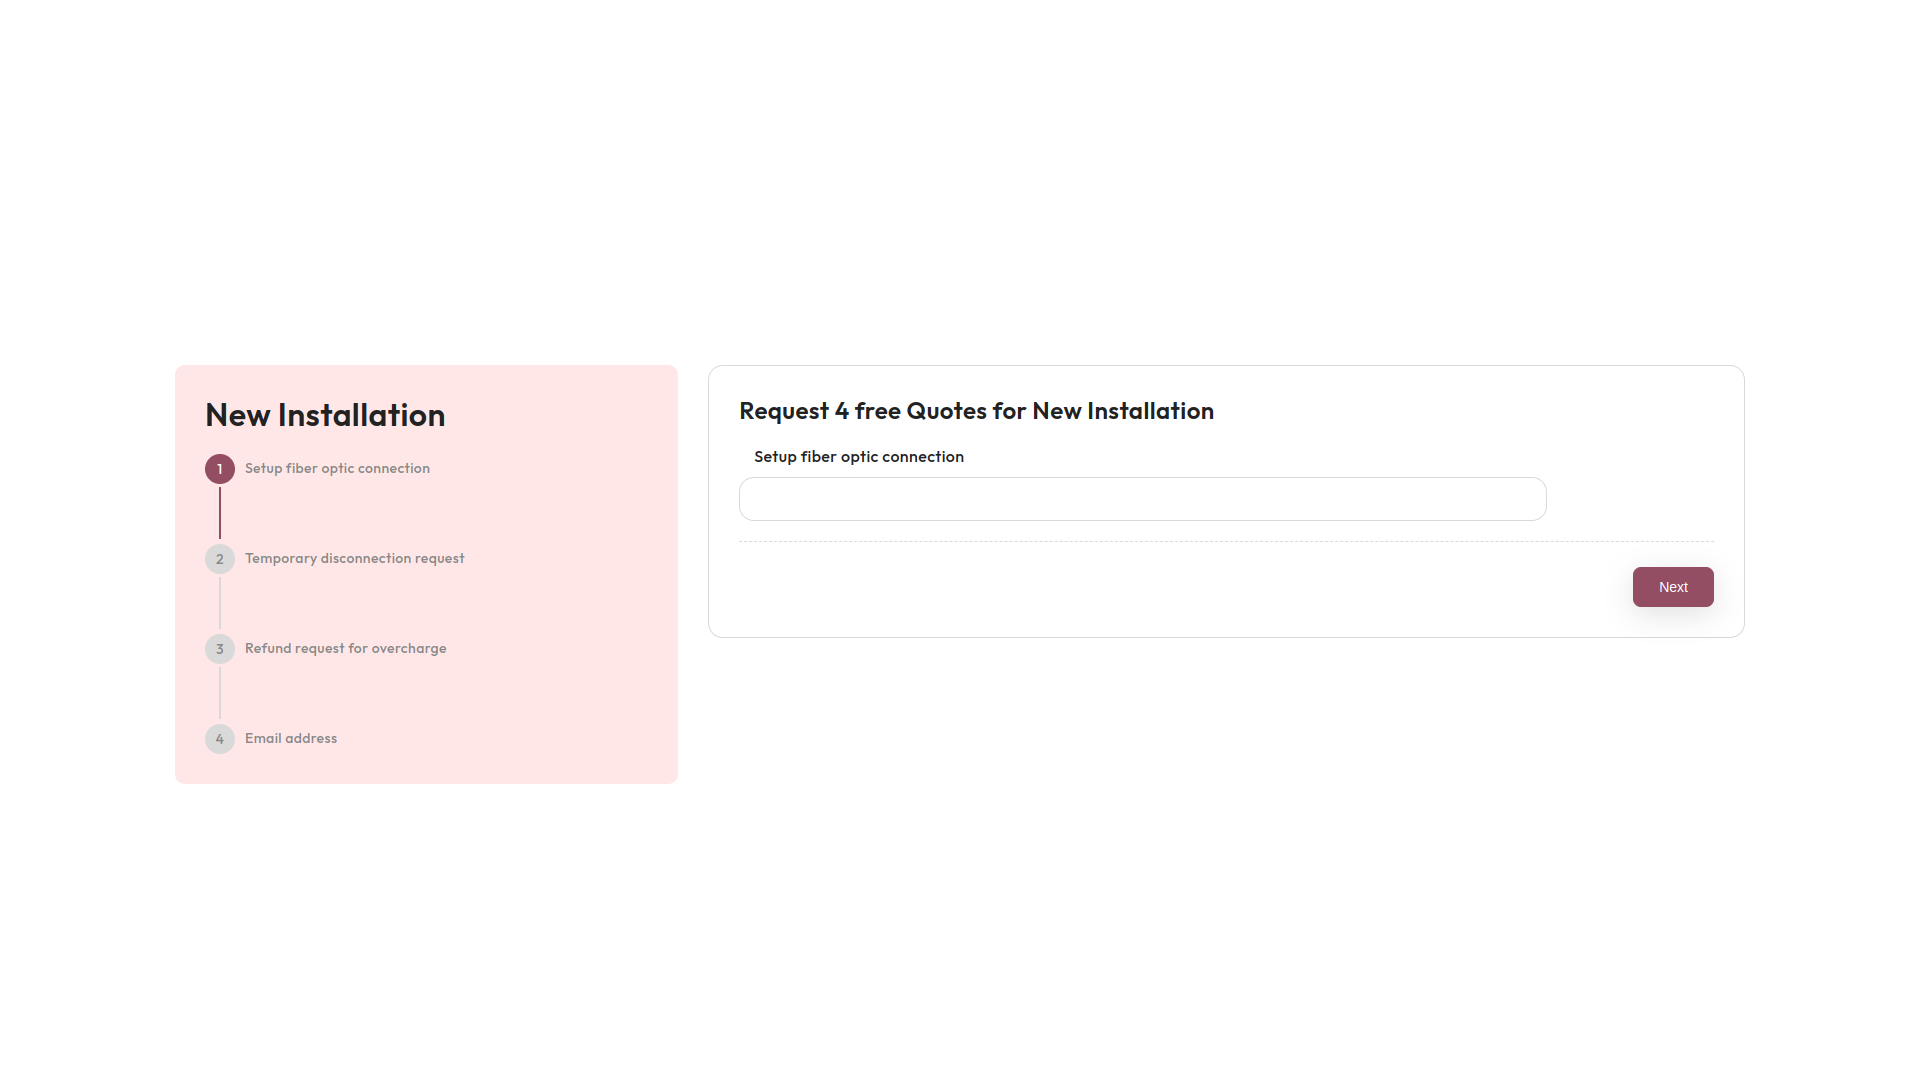 New Installation
1
Setup fiber optic connection
2
Temporary disconnection request
3
Refund request for overcharge
4
Email address
Request 4 free Quotes for New Installation
Setup fiber optic connection
Next